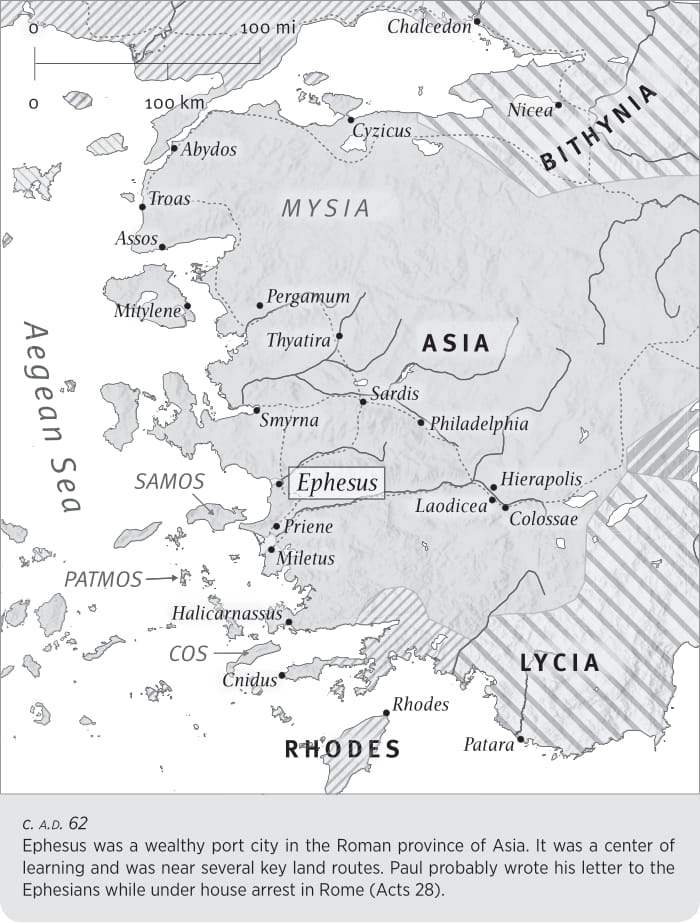 0 100 mi
Chalcedon
0 100 km
Nicea
BITHYNIA
Cyzicus
Abydos
MYSIA
Troas
Assos
Pergamum
Mitylene
Thyatira
ASIA
Aegean Sea
Sardis
Smyrna
Philadelphia
SAMOS
Ephesus
Hierapolis
Laodicea
Colossae
Priene
Miletus
PATMOS
Halicarnassus
COS
LYCIA
Cnidus
Rhodes
RHODES
Patara
C. A.D. 62
Ephesus was a wealthy port city in the Roman province of Asia. It was a center of
learning and was near several key land routes. Paul probably wrote his letter to the
Ephesians while under house arrest in Rome (Acts 28).